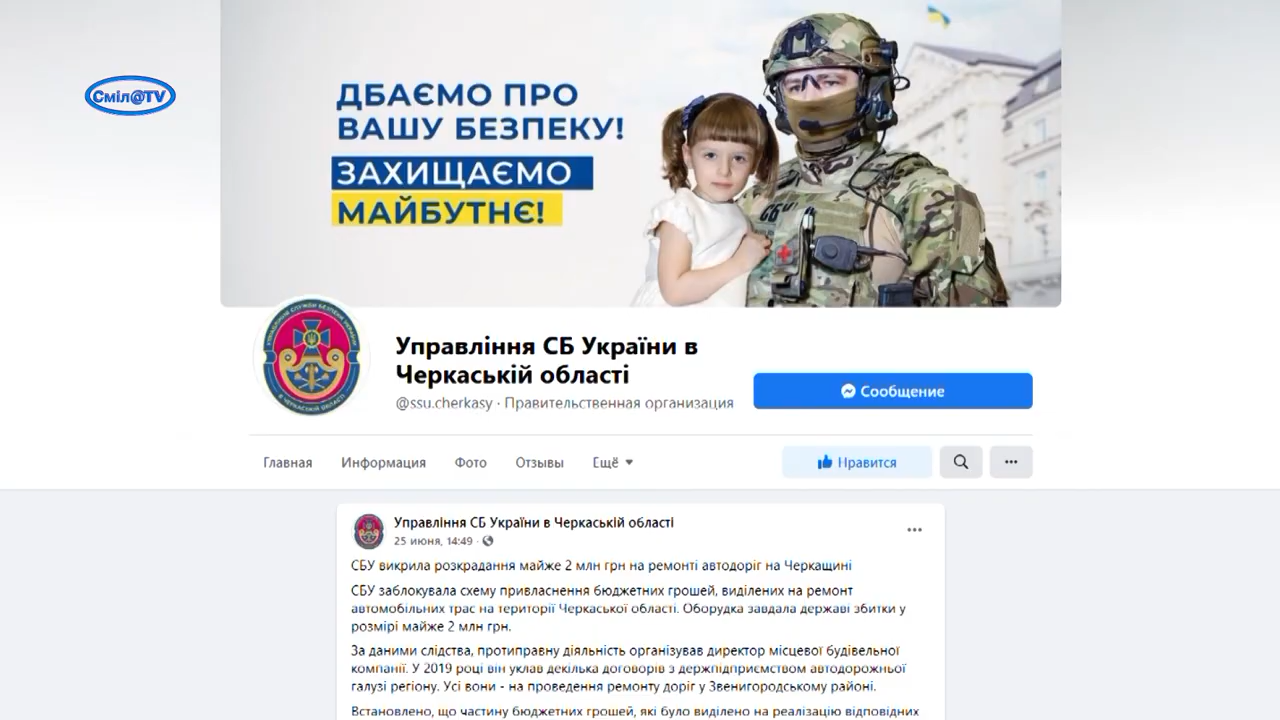 Сміл@TV
ДБАЄМО ПРО
ВАШУ БЕЗПЕКУ!
ЗАХИЩАЄМО
МАЙБУТНЄ!
СБУ
Управління СБ України в
Черкаській області
@ssu.cherkasy · Правительственная организация
Сообщение
Главная Информация Фото Отзывы Ещё
Нравится
Управління СБ України в Черкаській області
25 июня, 14:49 ·
СБУ викрила розкрадання майже 2 млн грн на ремонті автодоріг на Черкащині
СБУ заблокувала схему привласнення бюджетних грошей, виділених на ремонт
автомобільних трас на території Черкаської області. Оборудка завдала державі збитки у
розмірі майже 2 млн грн.
За даними слідства, протиправну діяльність організував директор місцевої будівельної
компанії. У 2019 році він уклав декілька договорів з держпідприємством автодорожньої
галузі регіону. Усі вони - на проведення ремонту доріг у Звенигородському районі.
Встановлено, що частину бюджетних грошей, які було виділено на реалізацію відповідних